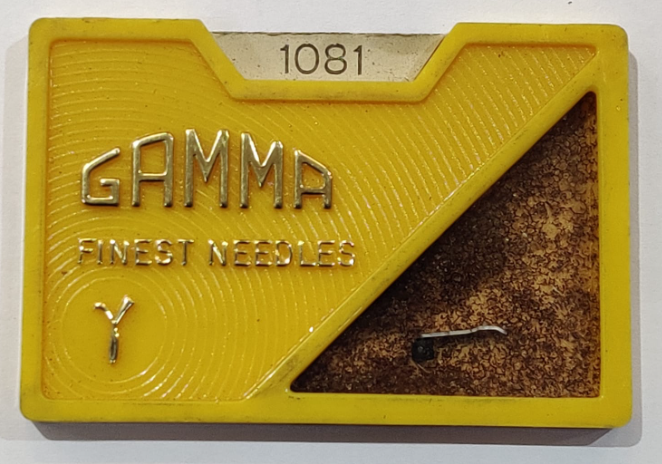 1081
GAMMA
FINEST NEEDLES
γ